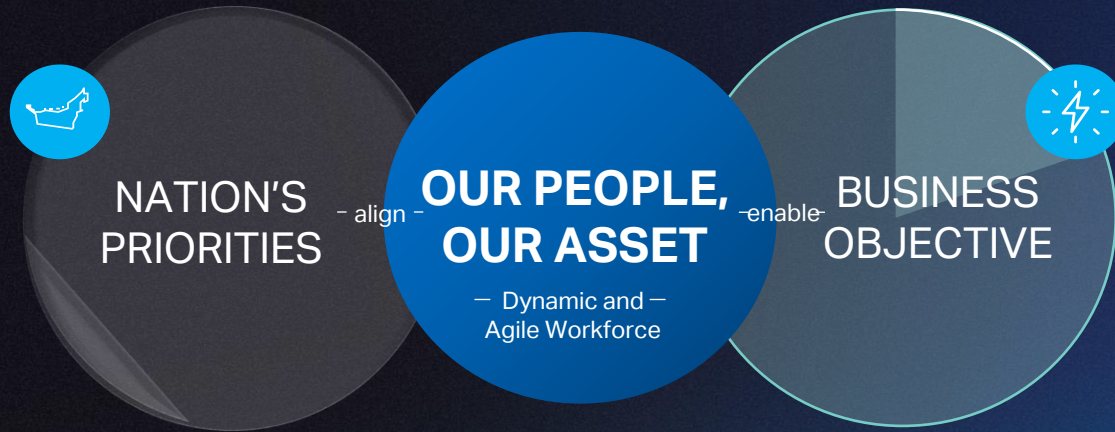 NATION'S
PRIORITIES
– align –
OUR PEOPLE,
OUR ASSET
— Dynamic and —
Agile Workforce
–enable–
BUSINESS
OBJECTIVE